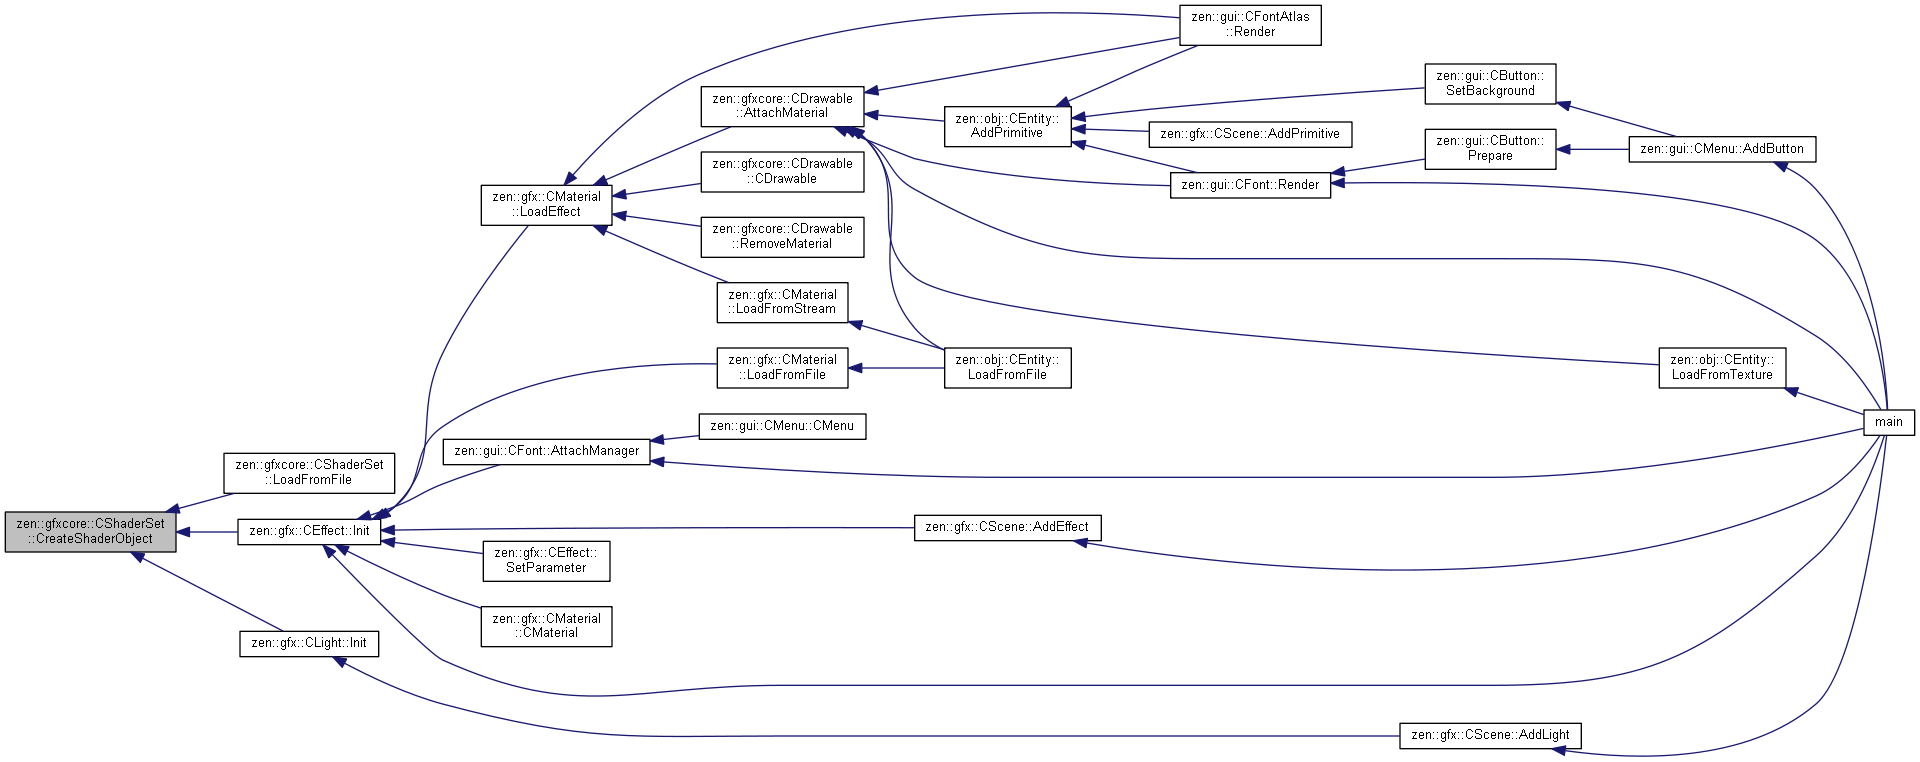 zen::gui::CFontAtlas
::Render
zen::gui::CButton::
SetBackground
zen::gfxcore::CDrawable
::AttachMaterial
zen::obj::CEntity::
AddPrimitive
zen::gfx::CScene::AddPrimitive
zen::gui::CButton::
Prepare
zen::gui::CMenu::AddButton
zen::gfxcore::CDrawable
::CDrawable
zen::gui::CFont::Render
zen::gfx::CMaterial
::LoadEffect
zen::gfxcore::CDrawable
::RemoveMaterial
zen::gfx::CMaterial
::LoadFromStream
zen::gfx::CMaterial
::LoadFromFile
zen::obj::CEntity::
LoadFromFile
zen::obj::CEntity::
LoadFromTexture
main
zen::gui::CMenu::CMenu
zen::gui::CFont::AttachManager
zen::gfxcore::CShaderSet
::LoadFromFile
zen::gfxcore::CShaderSet
::CreateShaderObject
zen::gfx::CEffect::Init
zen::gfx::CScene::AddEffect
zen::gfx::CEffect::
SetParameter
zen::gfx::CMaterial
::CMaterial
zen::gfx::CLight::Init
zen::gfx::CScene::AddLight